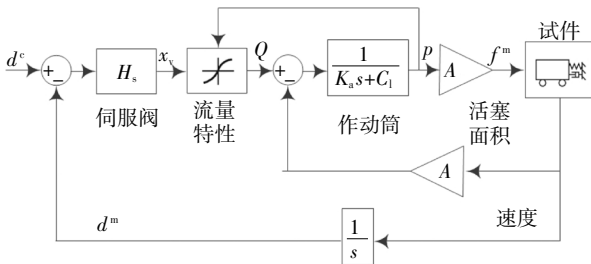 试件
d^c
+
−
H_s
x_v
Q
+
−
1
K_a s+C_l
p
A
f^m
伺服阀
流量
特性
作动筒
活塞
面积
A
速度
d^m
1
s